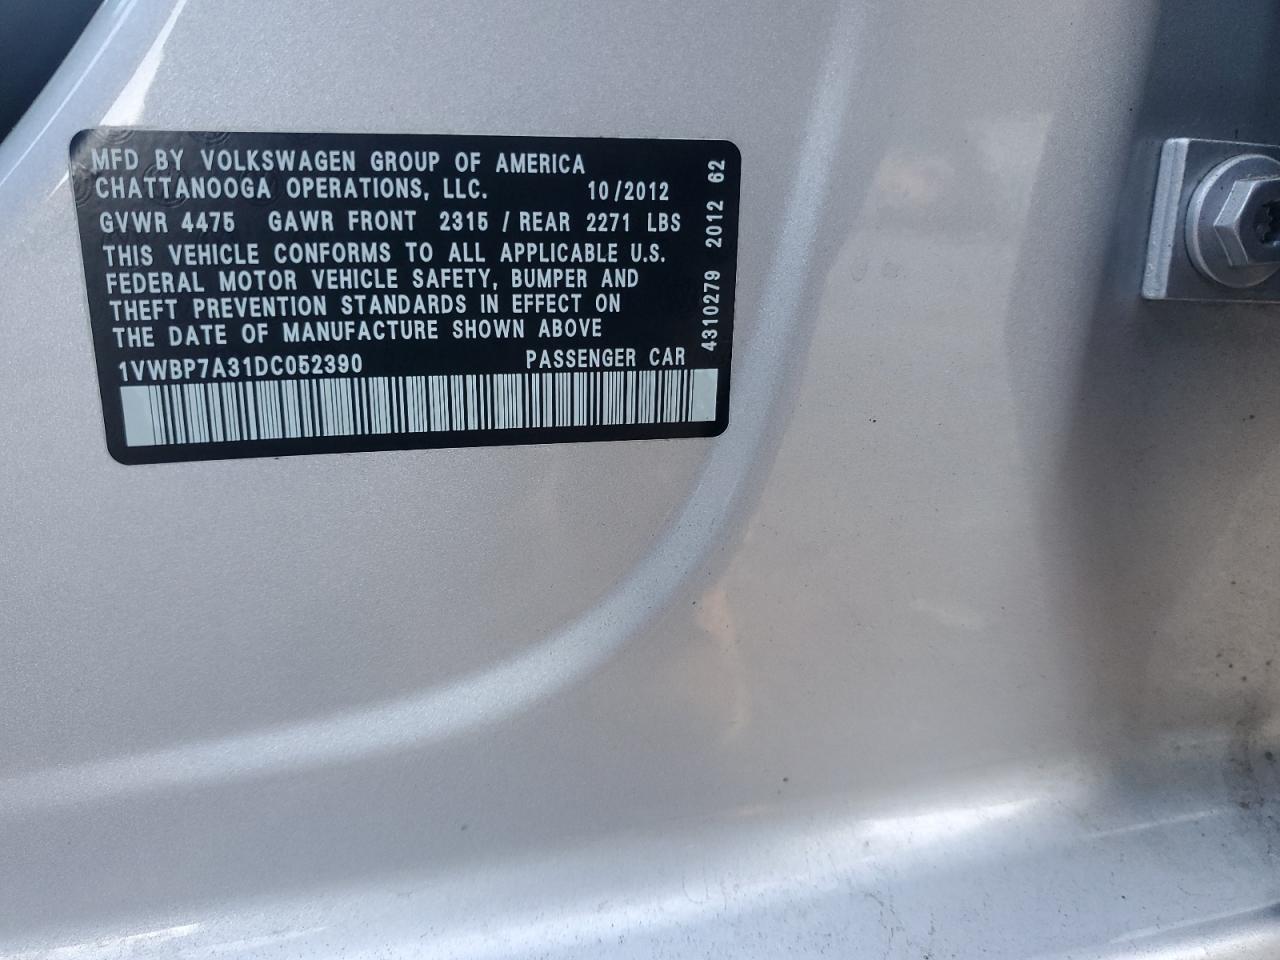 MFD BY VOLKSWAGEN GROUP OF AMERICA
CHATTANOOGA OPERATIONS, LLC. 10/2012
GVWR 4475 GAWR FRONT 2315 / REAR 2271 LBS
THIS VEHICLE CONFORMS TO ALL APPLICABLE U.S.
FEDERAL MOTOR VEHICLE SAFETY, BUMPER AND
THEFT PREVENTION STANDARDS IN EFFECT ON
THE DATE OF MANUFACTURE SHOWN ABOVE
1VWBP7A31DC052390 PASSENGER CAR
4310279 2012 62